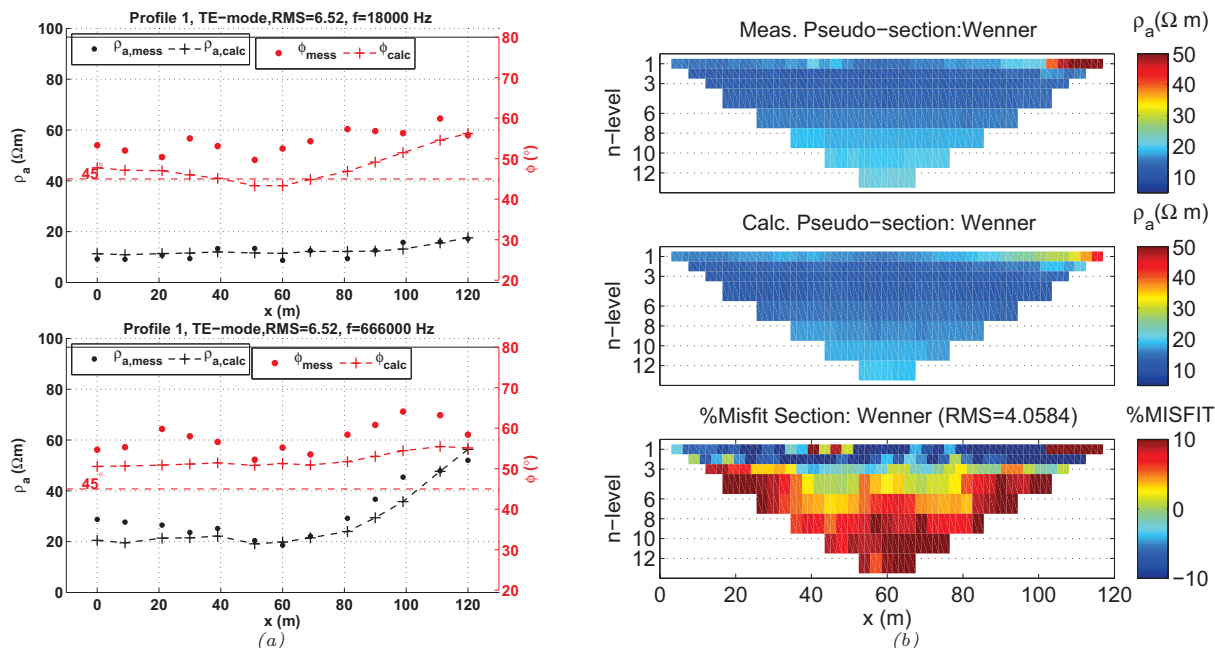 Profile 1, TE-mode,RMS=6.52, f=18000 Hz
100
80
60
40
20
0
ρa (Ωm)
ρa,mess
ρa,calc
ϕmess
ϕcalc
80
70
60
50
40
30
20
ϕ (°)
45°
0
20
40
60
80
100
120
x (m)
Profile 1, TE-mode,RMS=6.52, f=666000 Hz
100
80
60
40
20
0
ρa (Ωm)
ρa,mess
ρa,calc
ϕmess
ϕcalc
80
70
60
50
40
30
20
ϕ (°)
45°
0
20
40
60
80
100
120
x (m)
(a)
Meas. Pseudo-section:Wenner
n-level
1
3
6
8
10
12
ρa(Ω m)
50
40
30
20
10
Calc. Pseudo-section: Wenner
n-level
1
3
6
8
10
12
ρa(Ω m)
50
40
30
20
10
%Misfit Section: Wenner (RMS=4.0584)
n-level
1
3
6
8
10
12
%MISFIT
10
5
0
−5
−10
0
20
40
60
80
100
120
x (m)
(b)